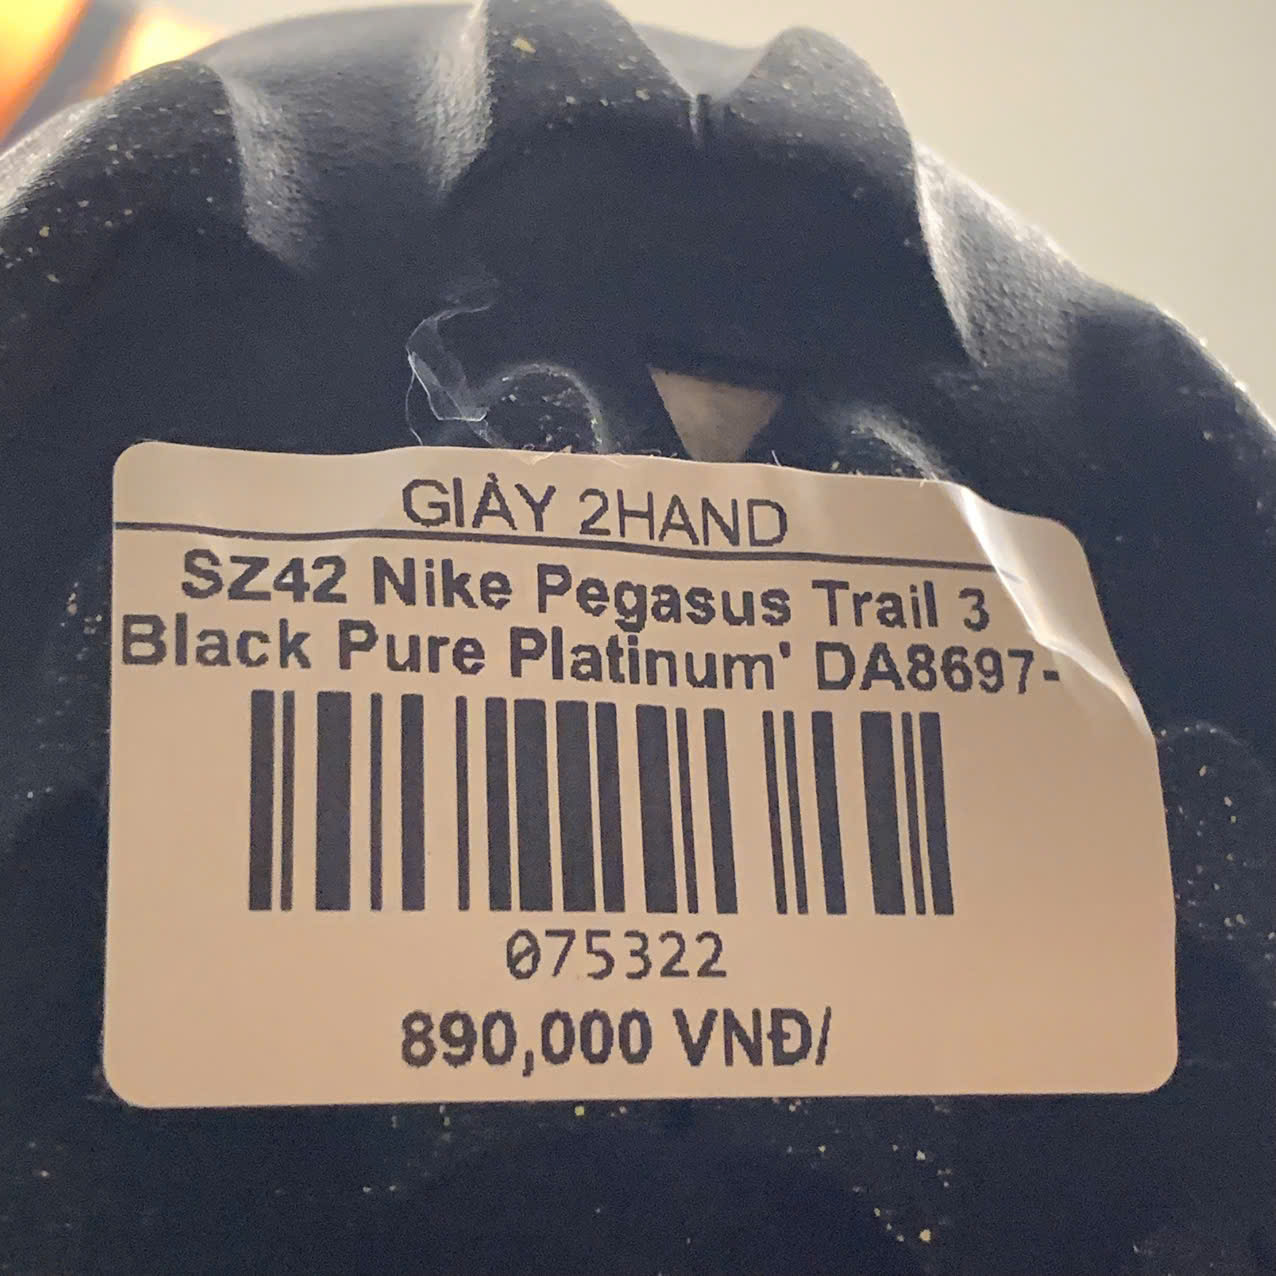 GIÀY 2HAND
SZ42 Nike Pegasus Trail 3
Black Pure Platinum' DA8697-
075322
890,000 VNĐ/